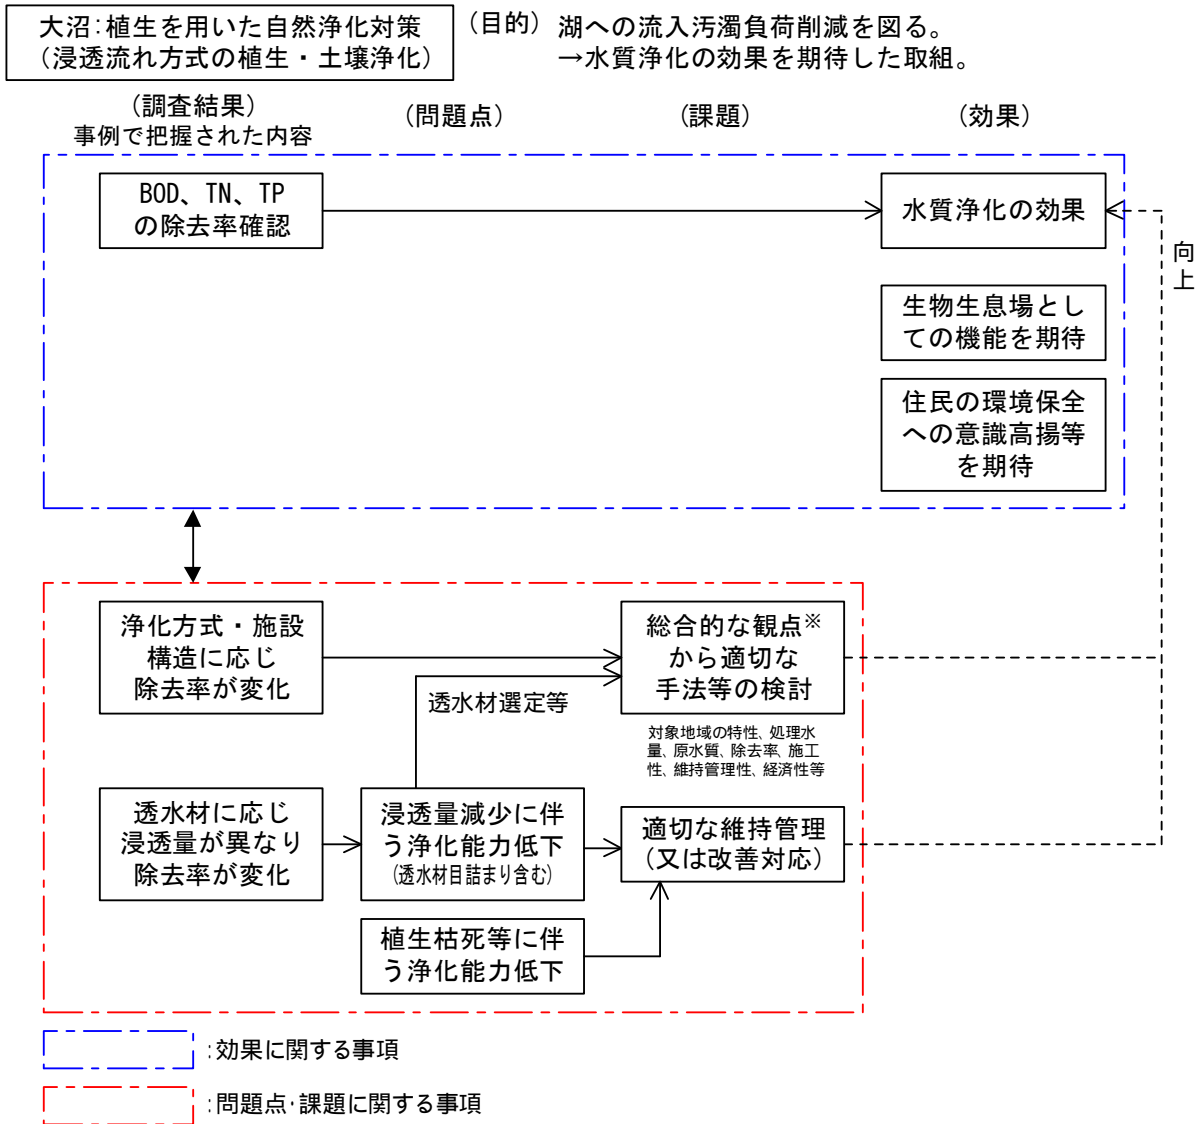 大沼：植生を用いた自然浄化対策
（浸透流れ方式の植生・土壌浄化）
（目的）湖への流入汚濁負荷削減を図る。
→水質浄化の効果を期待した取組。
（調査結果）
事例で把握された内容
（問題点）
（課題）
（効果）
BOD、TN、TP
の除去率確認
水質浄化の効果
向上
生物生息場とし
ての機能を期待
住民の環境保全
への意識高揚等
を期待
浄化方式・施設
構造に応じ
除去率が変化
総合的な観点※
から適切な
手法等の検討
透水材選定等
対象地域の特性、処理水
量、原水質、除去率、施工
性、維持管理性、経済性等
透水材に応じ
浸透量が異なり
除去率が変化
浸透量減少に伴
う浄化能力低下
（透水材目詰まり含む）
適切な維持管理
（又は改善対応）
植生枯死等に伴
う浄化能力低下
：効果に関する事項
：問題点・課題に関する事項